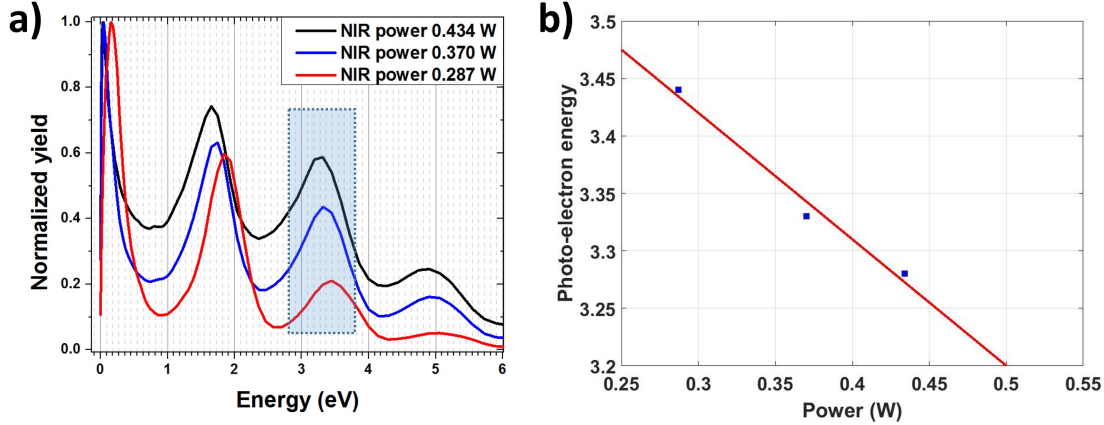 a)
NIR power 0.434 W
NIR power 0.370 W
NIR power 0.287 W
Normalized yield
1.0
0.8
0.6
0.4
0.2
0.0
0 1 2 3 4 5 6
Energy (eV)
b)
Photo-electron energy
3.5
3.45
3.4
3.35
3.3
3.25
3.2
0.25 0.3 0.35 0.4 0.45 0.5 0.55
Power (W)